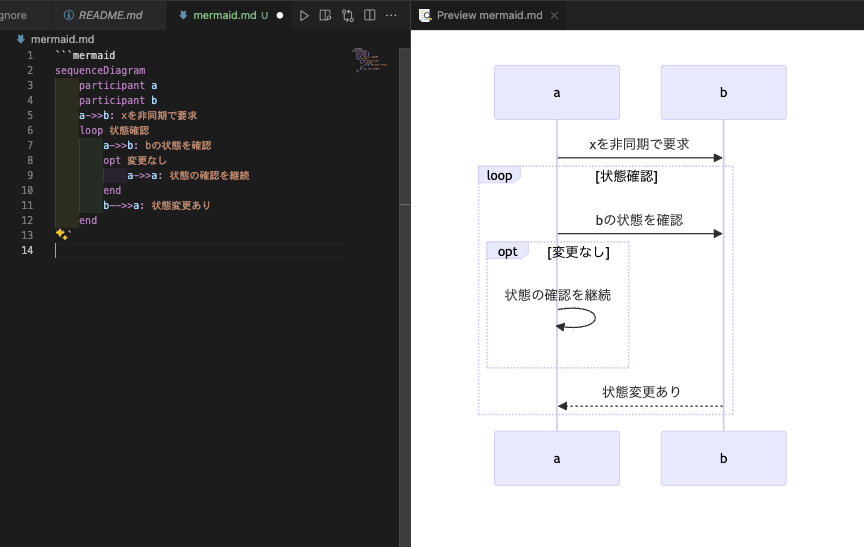 gnore
README.md
mermaid.md U
Preview mermaid.md
mermaid.md
1 ```mermaid
2 sequenceDiagram
3 participant a
4 participant b
5 a->>b: xを非同期で要求
6 loop 状態確認
7 a->>b: bの状態を確認
8 opt 変更なし
9 a->>a: 状態の確認を継続
10 end
11 b-->>a: 状態変更あり
12 end
13 `
14
a
b
xを非同期で要求
loop
[状態確認]
bの状態を確認
opt
[変更なし]
状態の確認を継続
状態変更あり
a
b